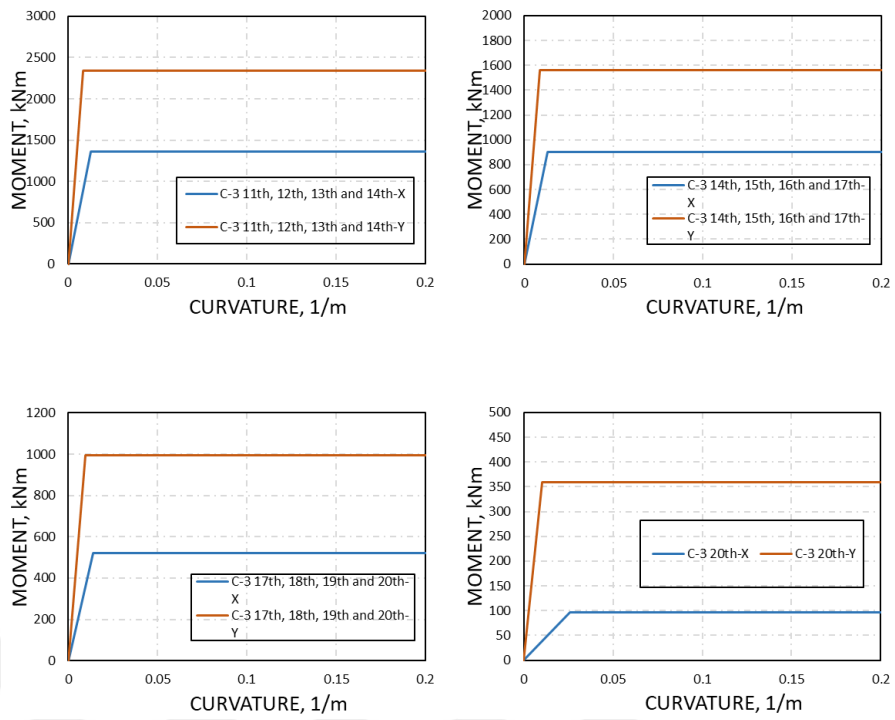 3000
2500
2000
1500
1000
500
0
MOMENT, kNm
C-3 11th, 12th, 13th and 14th-X
C-3 11th, 12th, 13th and 14th-Y
0 0.05 0.1 0.15 0.2
CURVATURE, 1/m
2000
1800
1600
1400
1200
1000
800
600
400
200
0
MOMENT, kNm
C-3 14th, 15th, 16th and 17th-
X
C-3 14th, 15th, 16th and 17th-
Y
0 0.05 0.1 0.15 0.2
CURVATURE, 1/m
1200
1000
800
600
400
200
0
MOMENT, kNm
C-3 17th, 18th, 19th and 20th-
X
C-3 17th, 18th, 19th and 20th-
Y
0 0.05 0.1 0.15 0.2
CURVATURE, 1/m
500
450
400
350
300
250
200
150
100
50
0
MOMENT, kNm
C-3 20th-X C-3 20th-Y
0 0.05 0.1 0.15 0.2
CURVATURE, 1/m